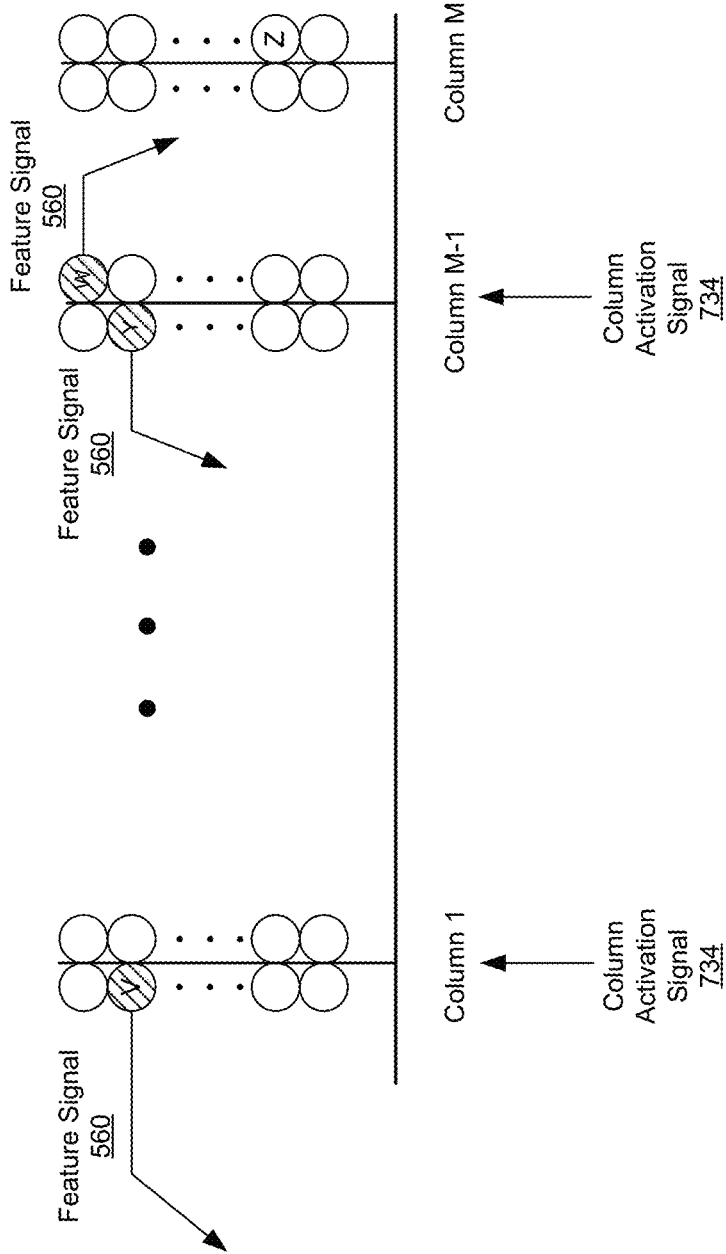 Feature Signal
560
Feature Signal
560
Feature Signal
560
V
Y
W
Z
Column 1
Column M-1
Column M
Column
Activation
Signal
734
Column
Activation
Signal
734